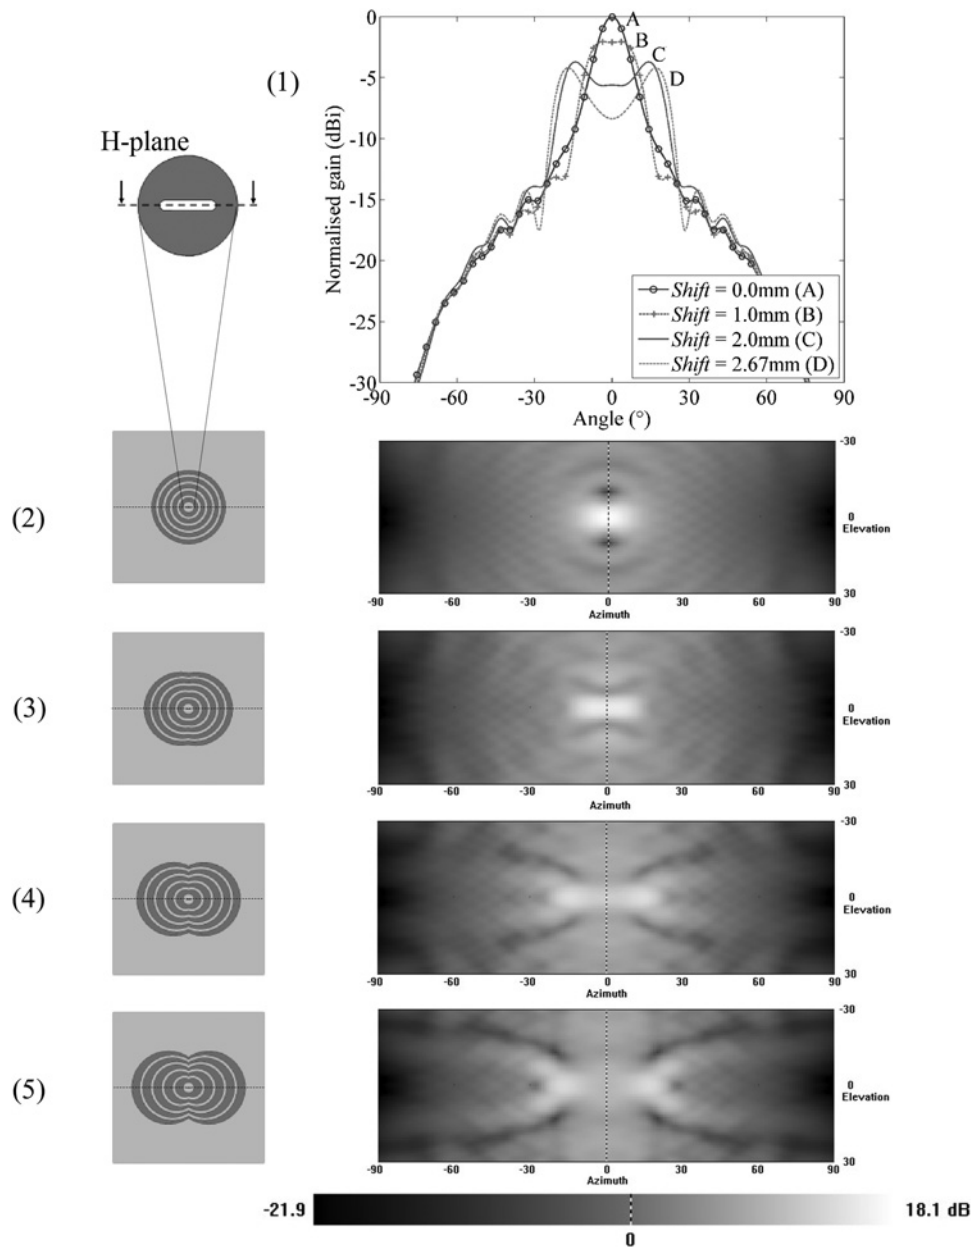 (1)
H-plane
Normalised gain (dBi)
0
-5
-10
-15
-20
-25
-30
A
B
C
D
Shift = 0.0mm (A)
Shift = 1.0mm (B)
Shift = 2.0mm (C)
Shift = 2.67mm (D)
-90 -60 -30 0 30 60 90
Angle (°)
(2)
-30
0
Elevation
30
-90 -60 -30 0 30 60 90
Azimuth
(3)
-30
0
Elevation
30
-90 -60 -30 0 30 60 90
Azimuth
(4)
-30
0
Elevation
30
-90 -60 -30 0 30 60 90
Azimuth
(5)
-30
0
Elevation
30
-90 -60 -30 0 30 60 90
Azimuth
-21.9 18.1 dB
0